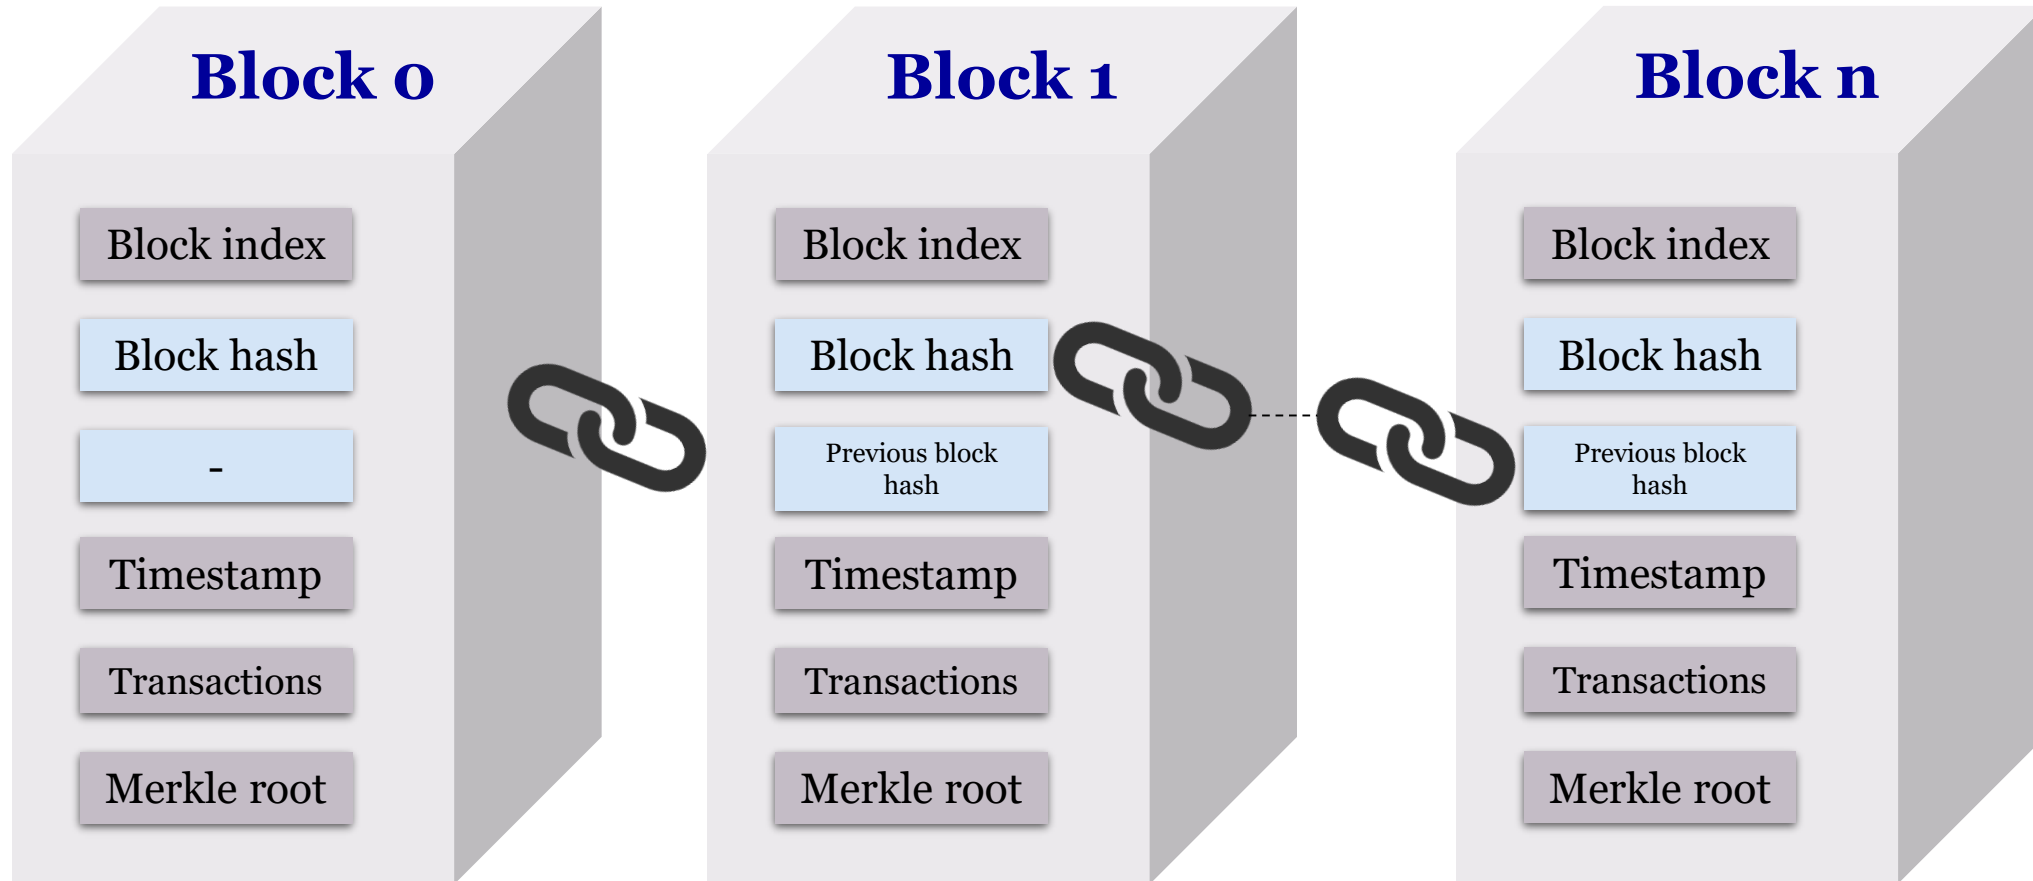 Block 0
Block index
Block hash
-
Timestamp
Transactions
Merkle root
Block 1
Block index
Block hash
Previous block
hash
Timestamp
Transactions
Merkle root
Block n
Block index
Block hash
Previous block
hash
Timestamp
Transactions
Merkle root